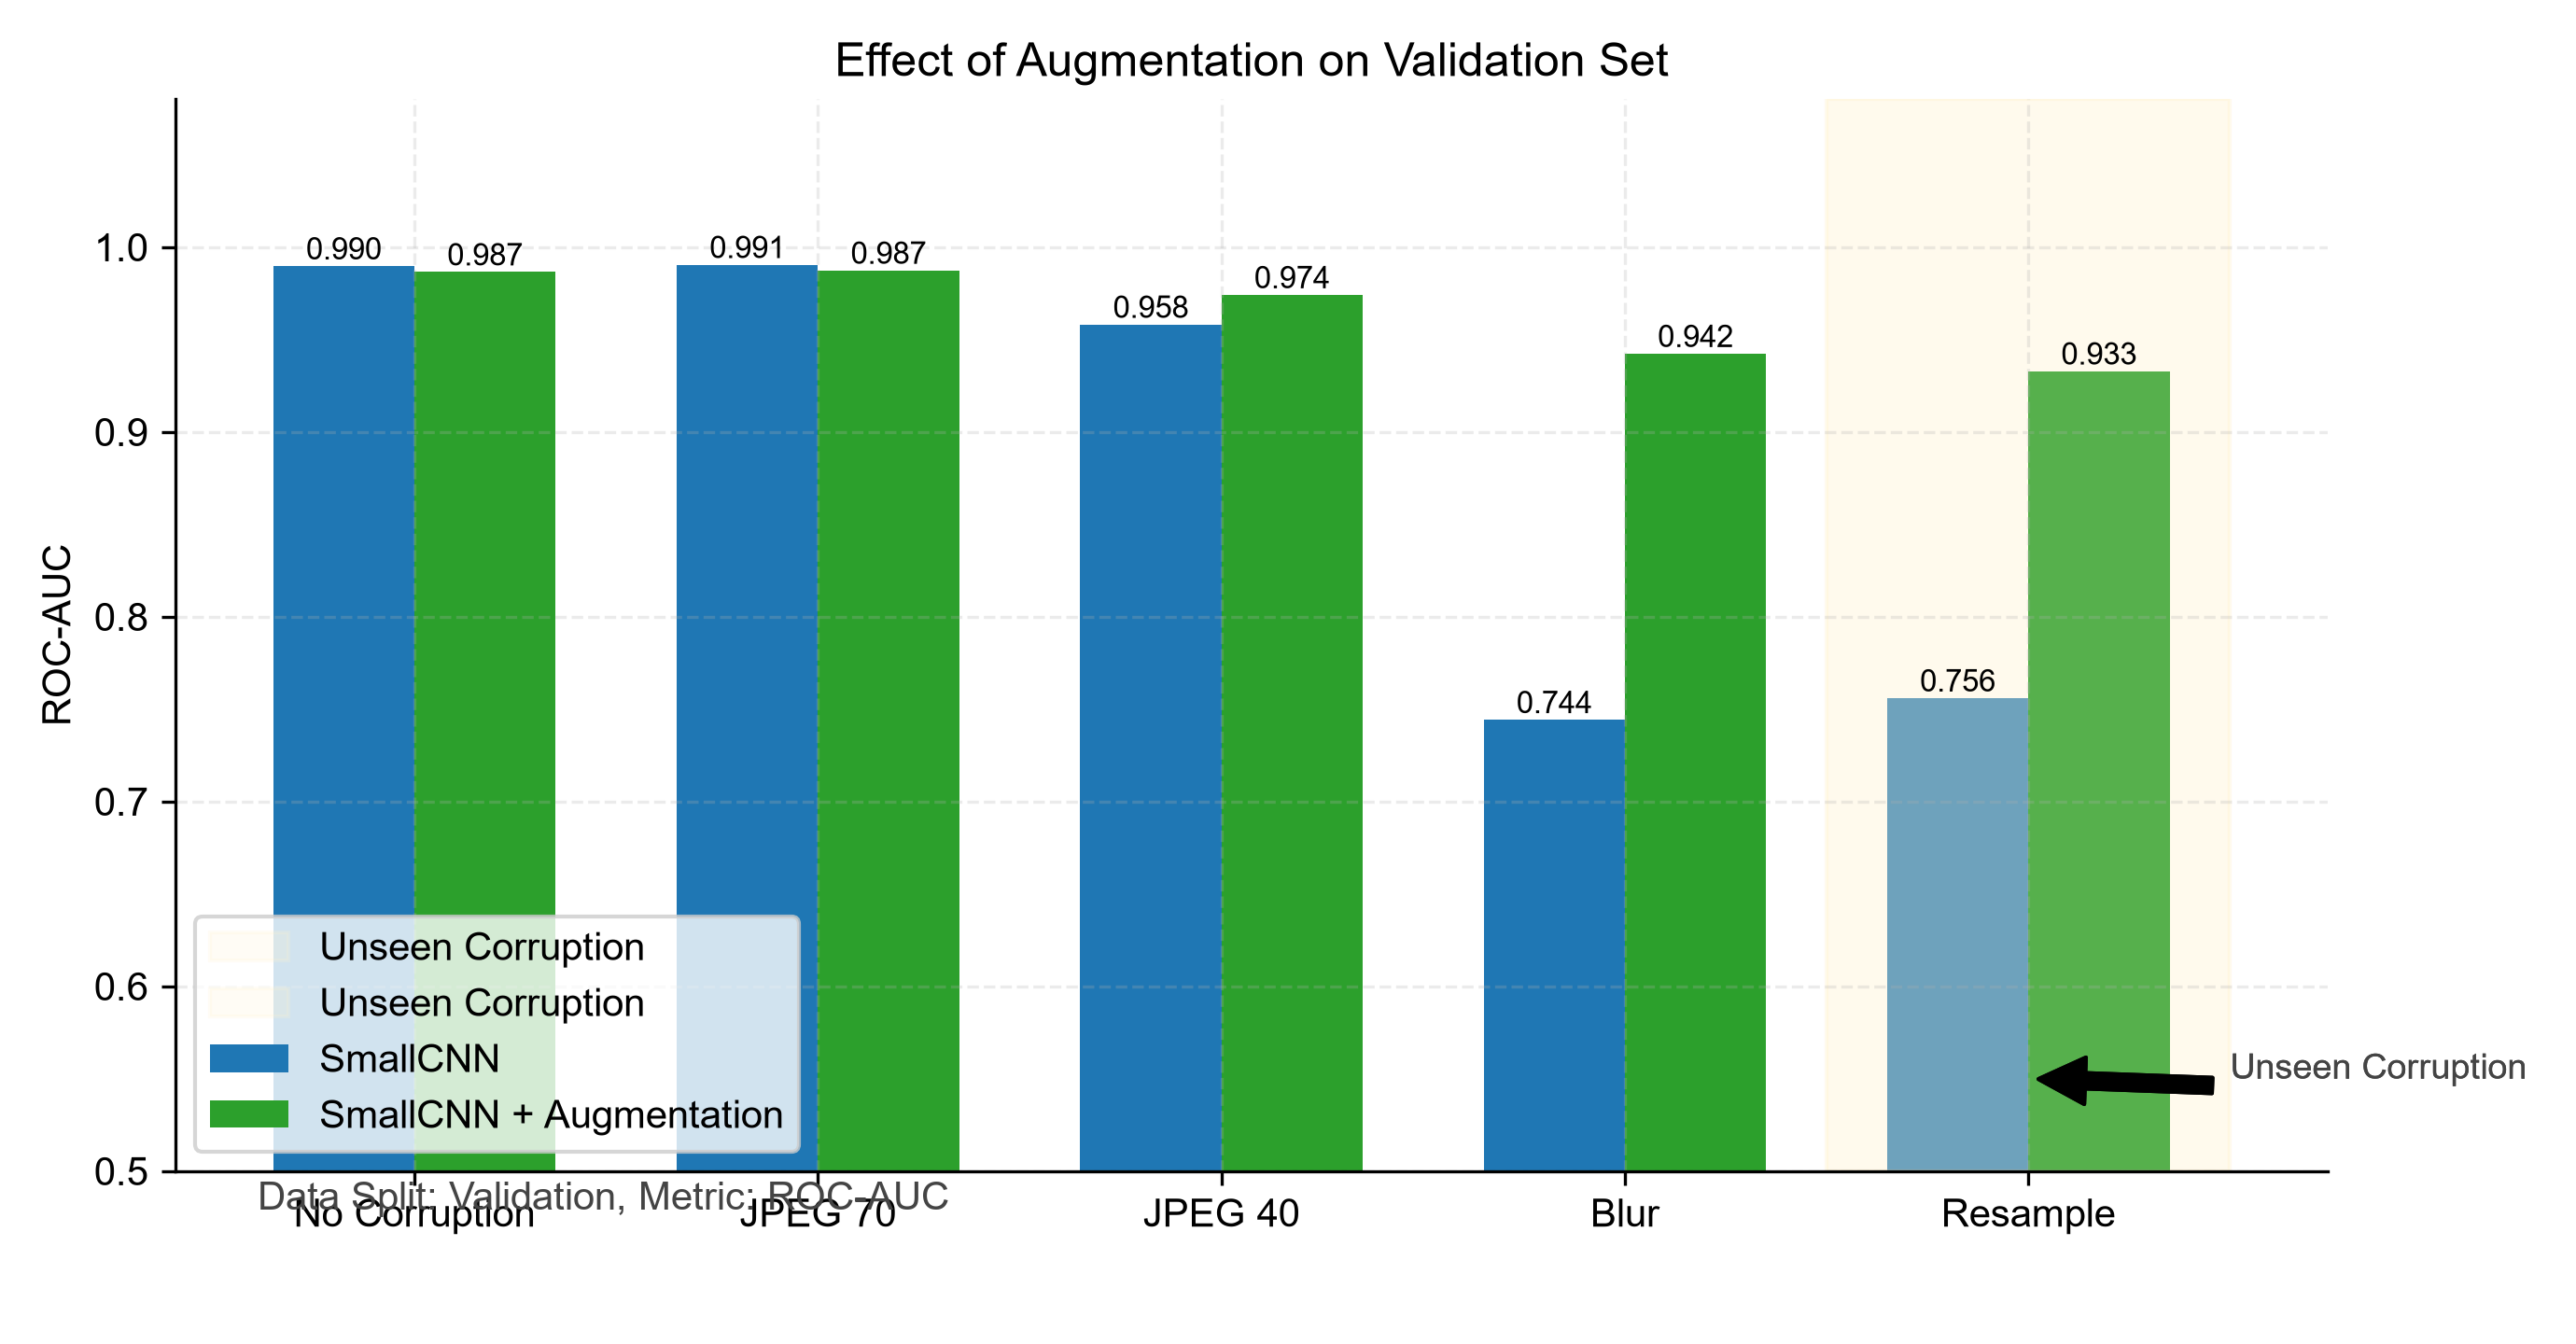 Effect of Augmentation on Validation Set
ROC-AUC
1.0
0.9
0.8
0.7
0.6
0.5
0.990
0.987
0.991
0.987
0.958
0.974
0.744
0.942
0.756
0.933
Unseen Corruption
Unseen Corruption
SmallCNN
SmallCNN + Augmentation
Unseen Corruption
Data Split: Validation, Metric: ROC-AUC
No Corruption
JPEG 70
JPEG 40
Blur
Resample